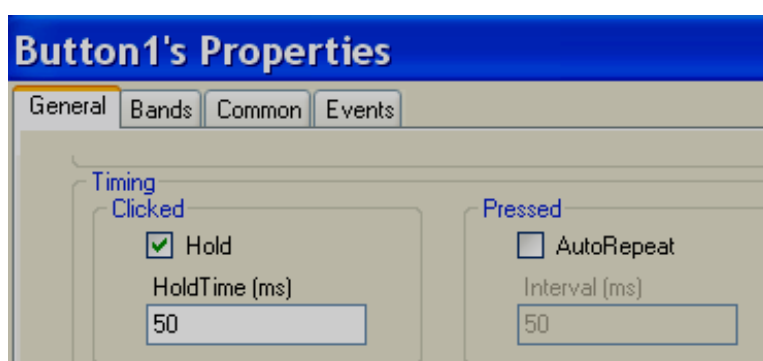 Button1's Properties
General Bands Common Events
Timing
Clicked
Hold
HoldTime (ms)
50
Pressed
AutoRepeat
Interval (ms)
50